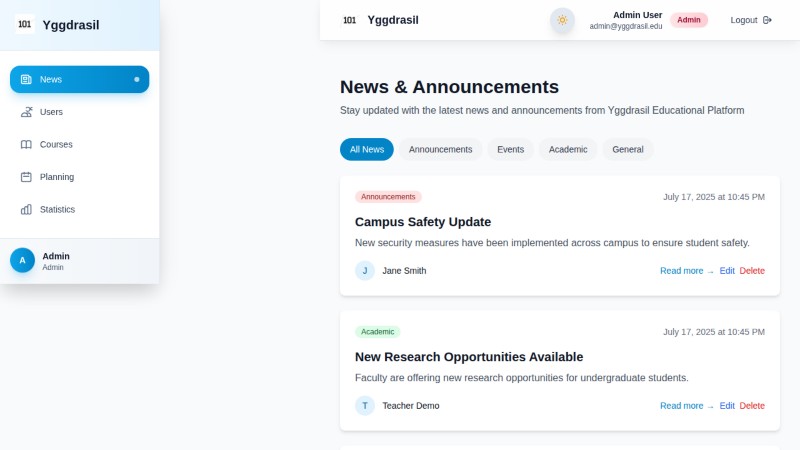 101 Yggdrasil
News
Users
Courses
Planning
Statistics
A
Admin
Admin
101 Yggdrasil
Admin User
admin@yggdrasil.edu
Admin
Logout
News & Announcements
Stay updated with the latest news and announcements from Yggdrasil Educational Platform
All News Announcements Events Academic General
Announcements July 17, 2025 at 10:45 PM
Campus Safety Update
New security measures have been implemented across campus to ensure student safety.
J Jane Smith Read more → Edit Delete
Academic July 17, 2025 at 10:45 PM
New Research Opportunities Available
Faculty are offering new research opportunities for undergraduate students.
T Teacher Demo Read more → Edit Delete